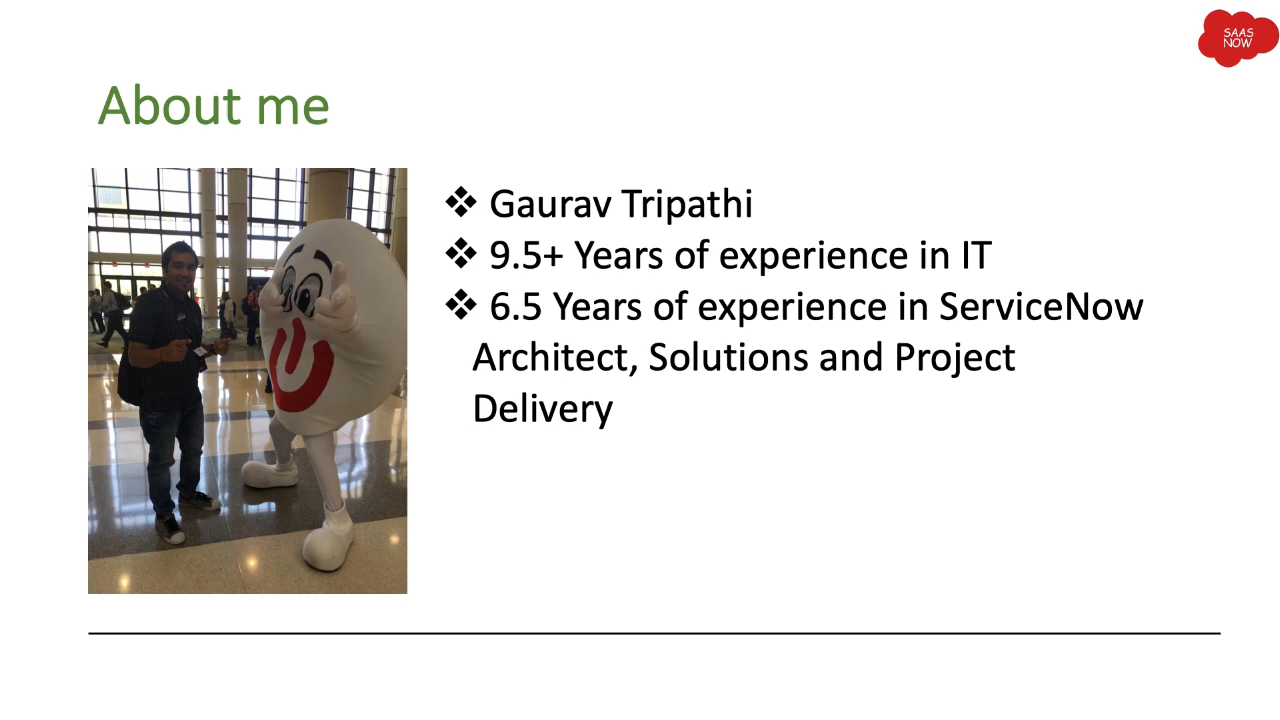 SAAS
NOW
About me
❖ Gaurav Tripathi
❖ 9.5+ Years of experience in IT
❖ 6.5 Years of experience in ServiceNow
Architect, Solutions and Project
Delivery